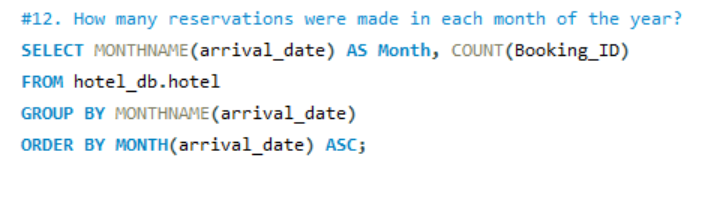 #12. How many reservations were made in each month of the year?
SELECT MONTHNAME(arrival_date) AS Month, COUNT(Booking_ID)
FROM hotel_db.hotel
GROUP BY MONTHNAME(arrival_date)
ORDER BY MONTH(arrival_date) ASC;